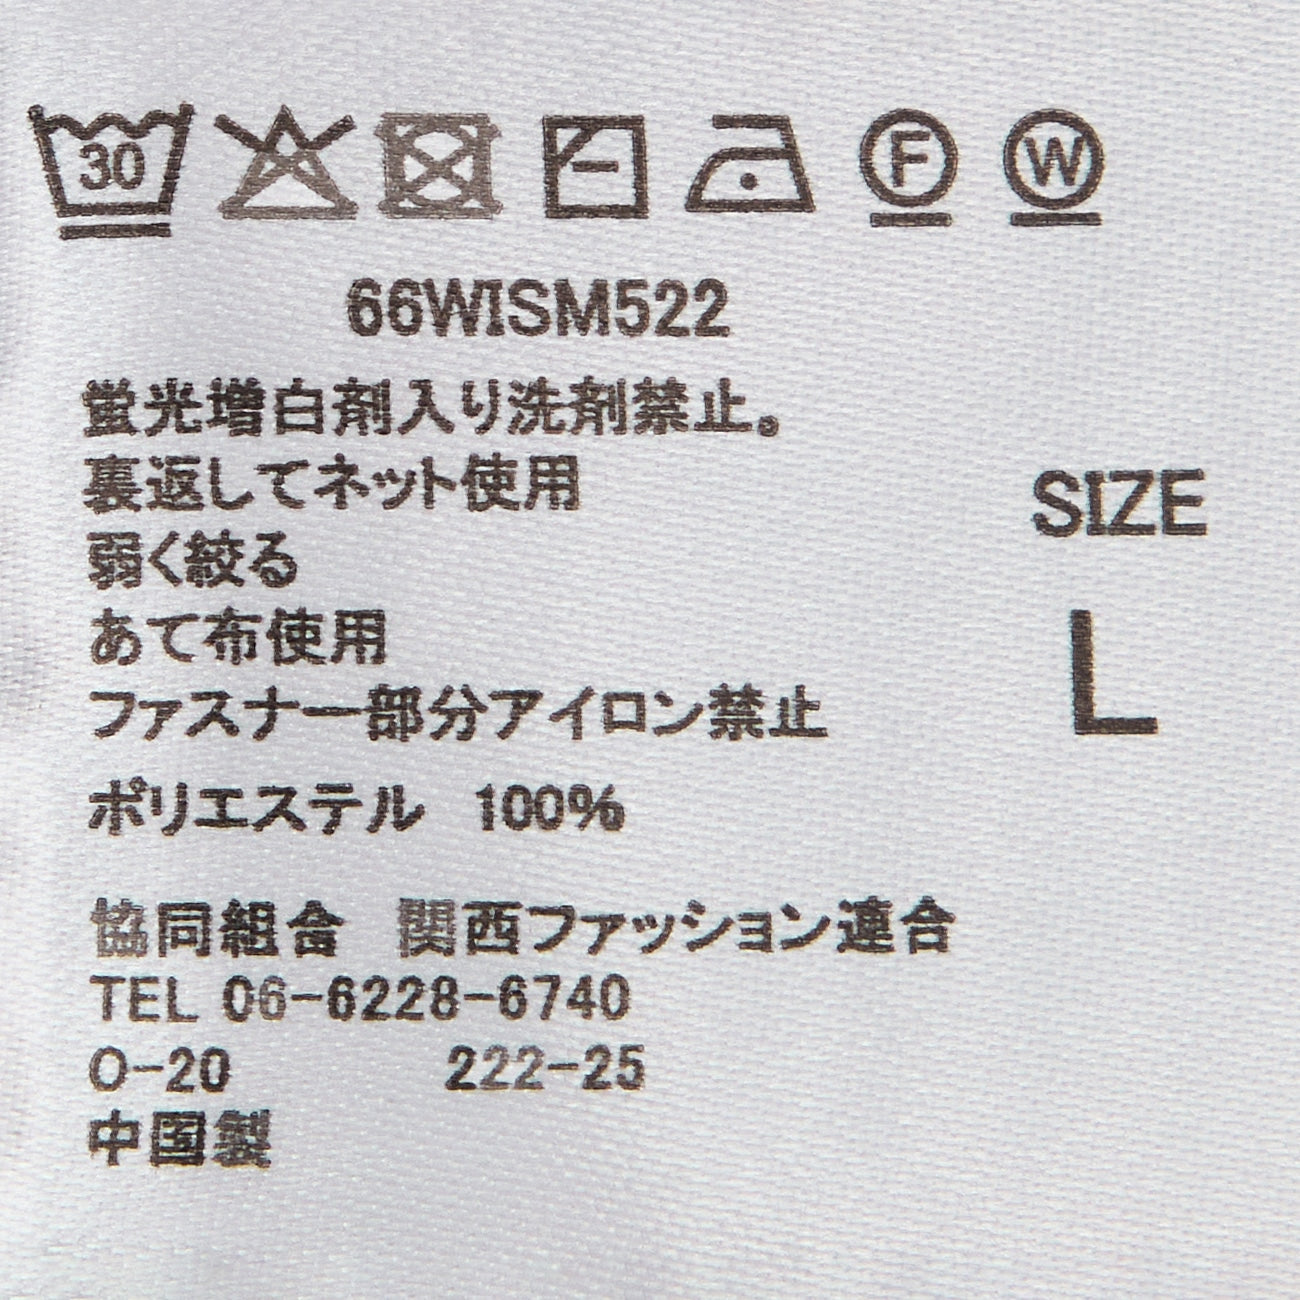 30 F W
66WISM522
蛍光増白剤入り洗剤禁止。
裏返してネット使用
弱く絞る
あて布使用
ファスナー部分アイロン禁止
ポリエステル 100%
協同組合 関西ファッション連合
TEL 06-6228-6740
O-20 222-25
中国製
SIZE
L